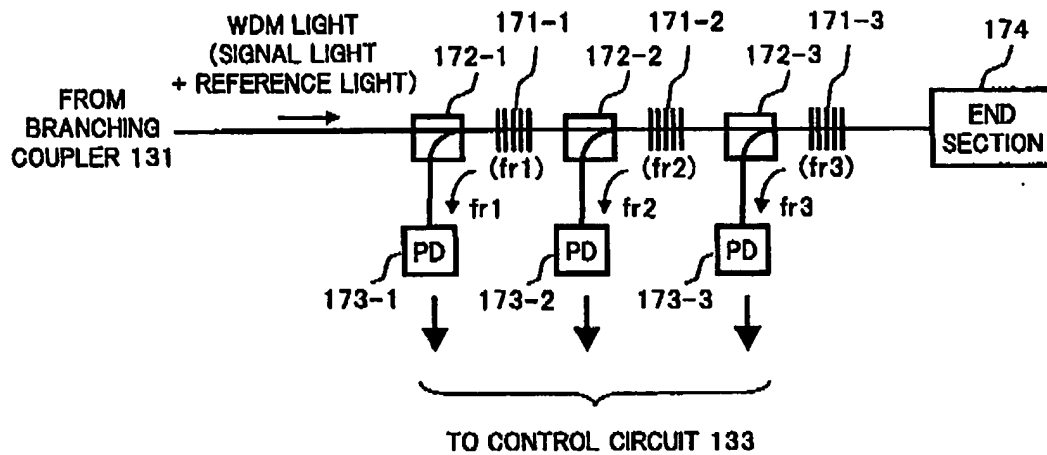 WDM LIGHT
(SIGNAL LIGHT
+ REFERENCE LIGHT)
FROM
BRANCHING
COUPLER 131
172-1
171-1
172-2
171-2
172-3
171-3
174
END
SECTION
(fr1)
(fr2)
(fr3)
fr1
fr2
fr3
PD
PD
PD
173-1
173-2
173-3
TO CONTROL CIRCUIT 133